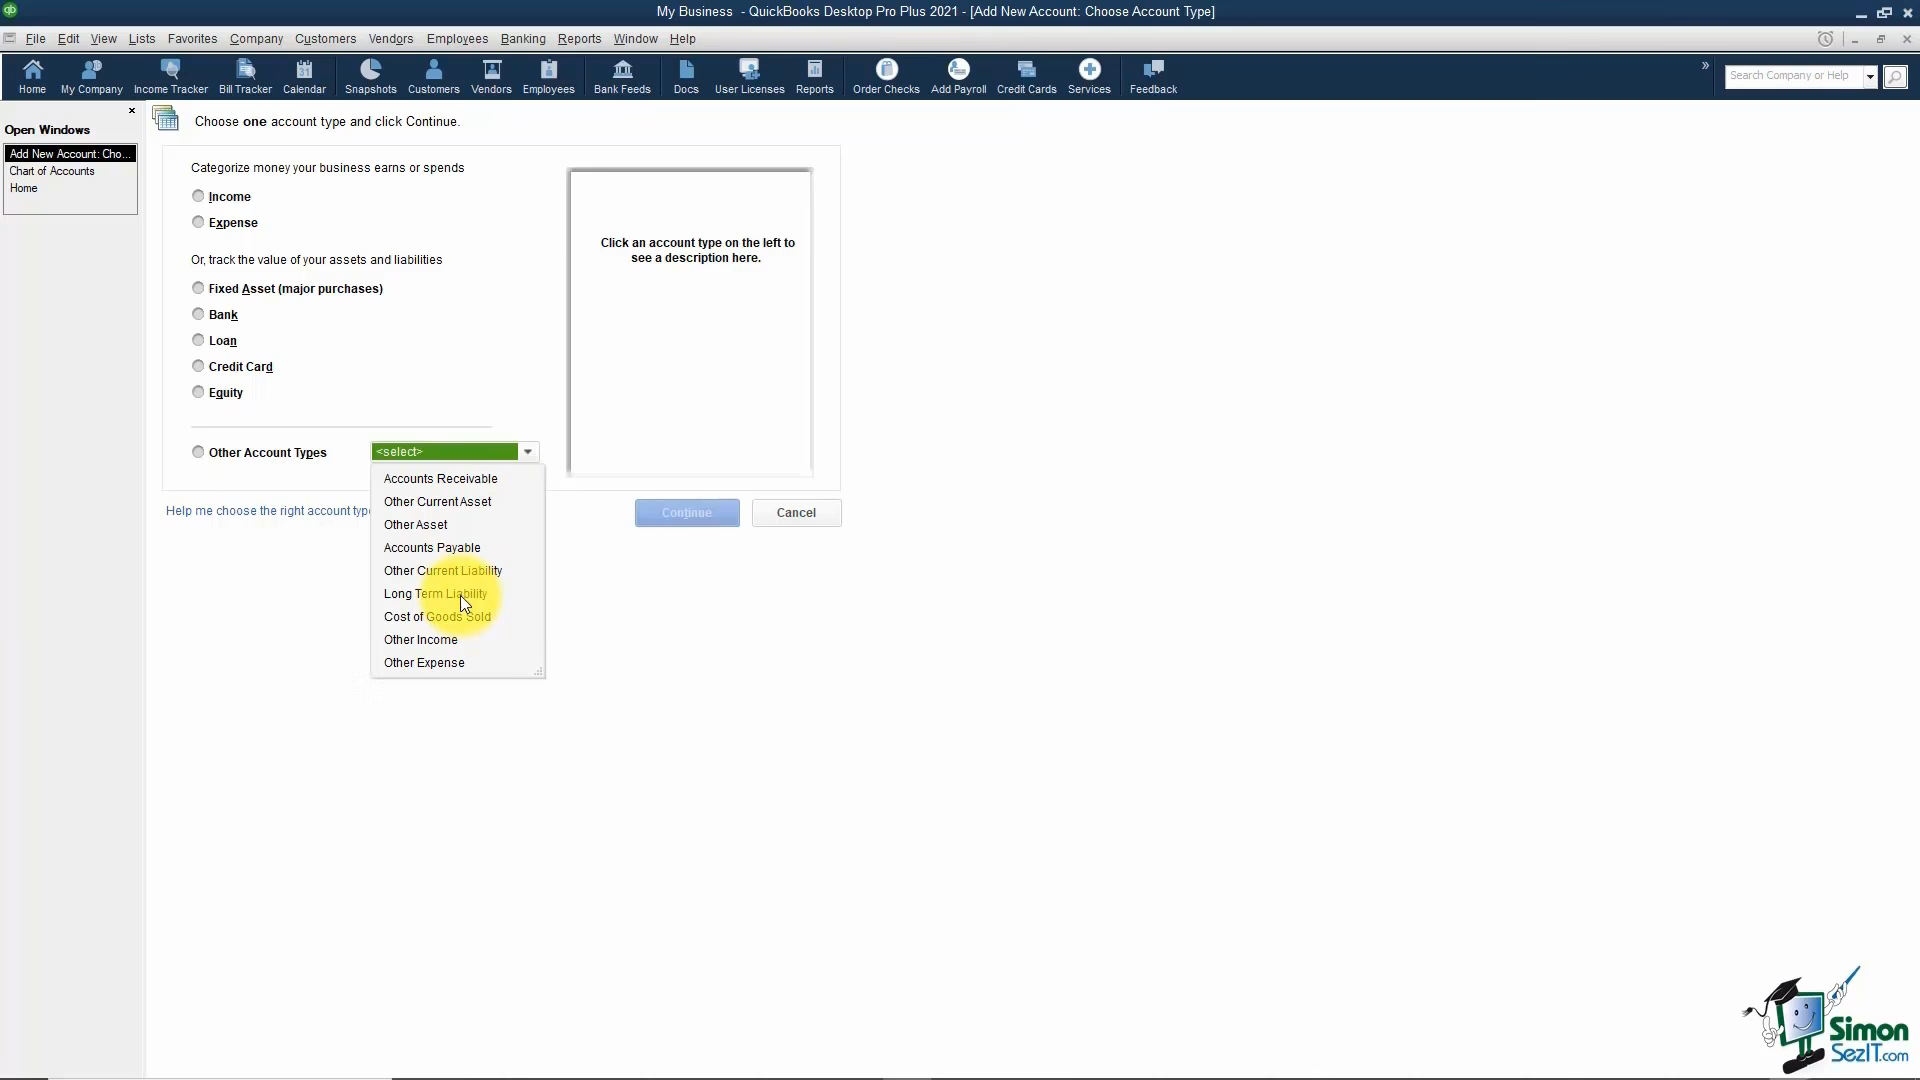 My Business - QuickBooks Desktop Pro Plus 2021 - [Add New Account: Choose Account Type]
File Edit View Lists Favorites Company Customers Vendors Employees Banking Reports Window Help
Home My Company Income Tracker Bill Tracker Calendar Snapshots Customers Vendors Employees Bank Feeds Docs User Licenses Reports Order Checks Add Payroll Credit Cards Services Feedback
Search Company or Help
Open Windows
Add New Account: Cho...
Chart of Accounts
Home
Choose one account type and click Continue.
Categorize money your business earns or spends
Income
Expense
Or, track the value of your assets and liabilities
Fixed Asset (major purchases)
Bank
Loan
Credit Card
Equity
Other Account Types <select>
Accounts Receivable
Other Current Asset
Other Asset
Accounts Payable
Other Current Liability
Long Term Liability
Cost of Goods Sold
Other Income
Other Expense
Click an account type on the left to
see a description here.
Help me choose the right account type
Continue Cancel
Simon
SezIT.com